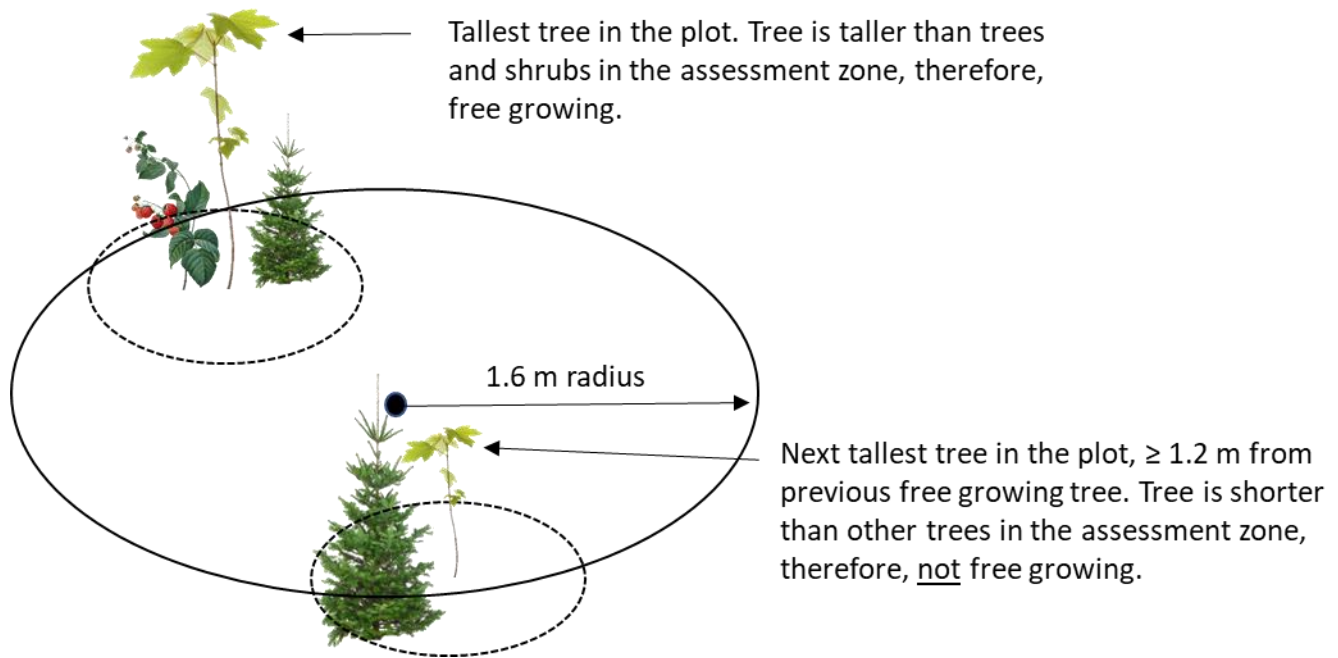 Tallest tree in the plot. Tree is taller than trees
and shrubs in the assessment zone, therefore,
free growing.
1.6 m radius
Next tallest tree in the plot, ≥ 1.2 m from
previous free growing tree. Tree is shorter
than other trees in the assessment zone,
therefore, not free growing.